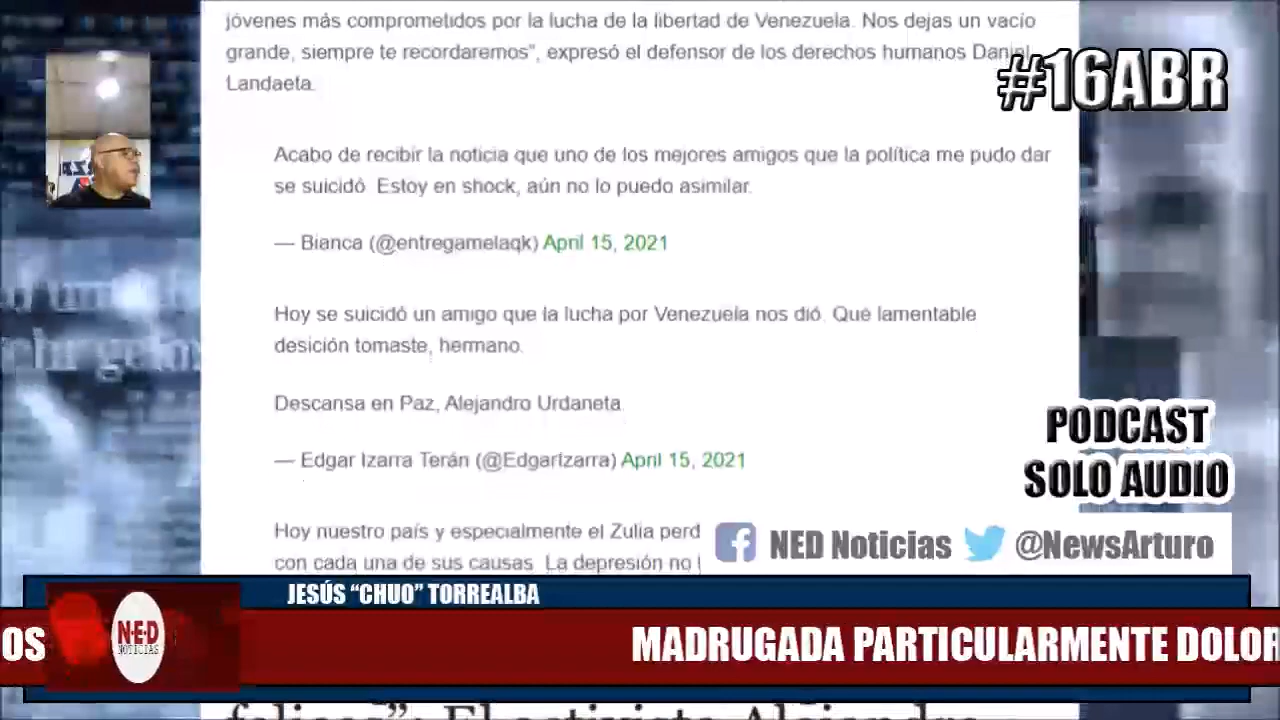 jóvenes más comprometidos por la lucha de la libertad de Venezuela. Nos dejas un vacío
grande, siempre te recordaremos", expresó el defensor de los derechos humanos Daniel
Landaeta.
#16ABR
Acabo de recibir la noticia que uno de los mejores amigos que la política me pudo dar
se suicidó. Estoy en shock, aún no lo puedo asimilar.
— Bianca (@entregamelaqk) April 15, 2021
Hoy se suicidó un amigo que la lucha por Venezuela nos dió. Qué lamentable
desición tomaste, hermano.
Descansa en Paz, Alejandro Urdaneta
— Edgar Izarra Terán (@EdgarIzarra) April 15, 2021
PODCAST
SOLO AUDIO
Hoy nuestro país y especialmente el Zulia perd
con cada una de sus causas. La depresión no
NED Noticias @NewsArturo
JESÚS “CHUO” TORREALBA
OS
N·E·D
NOTICIAS
MADRUGADA PARTICULARMENTE DOLOR
felices”: El activista Alejandro